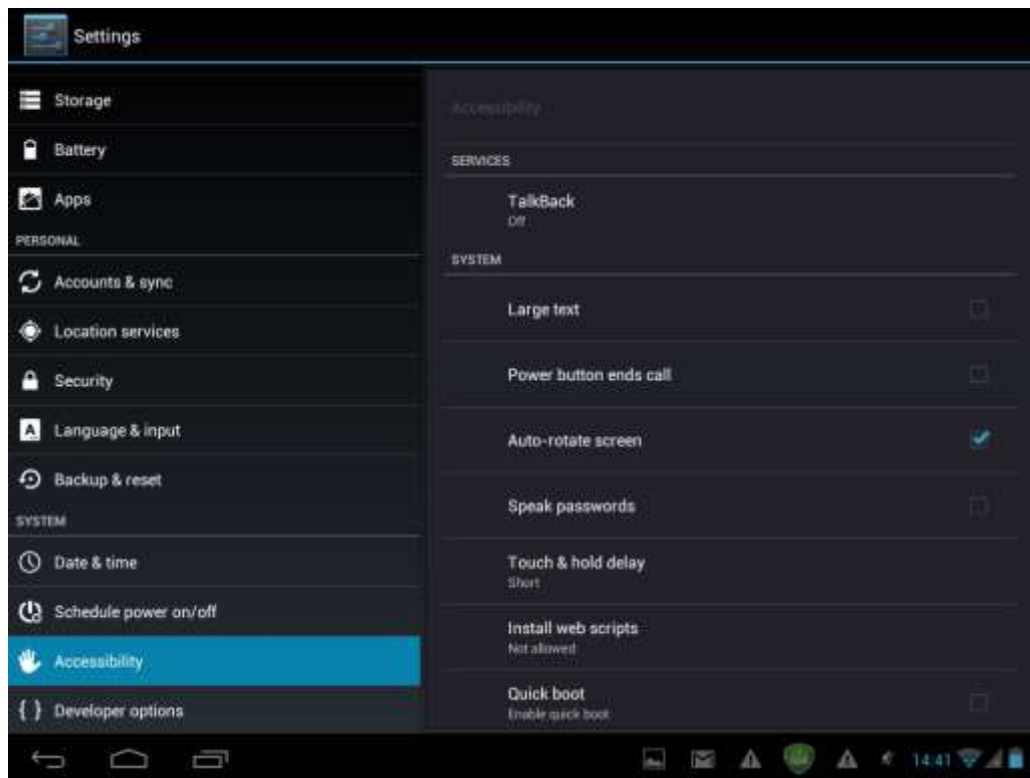 Settings
Storage
Battery
Apps
PERSONAL
Accounts & sync
Location services
Security
Language & input
Backup & reset
SYSTEM
Date & time
Schedule power on/off
Accessibility
{ } Developer options
Accessibility
SERVICES
TalkBack
Off
SYSTEM
Large text
Power button ends call
Auto-rotate screen
Speak passwords
Touch & hold delay
Short
Install web scripts
Not allowed
Quick boot
Enable quick boot
14:41